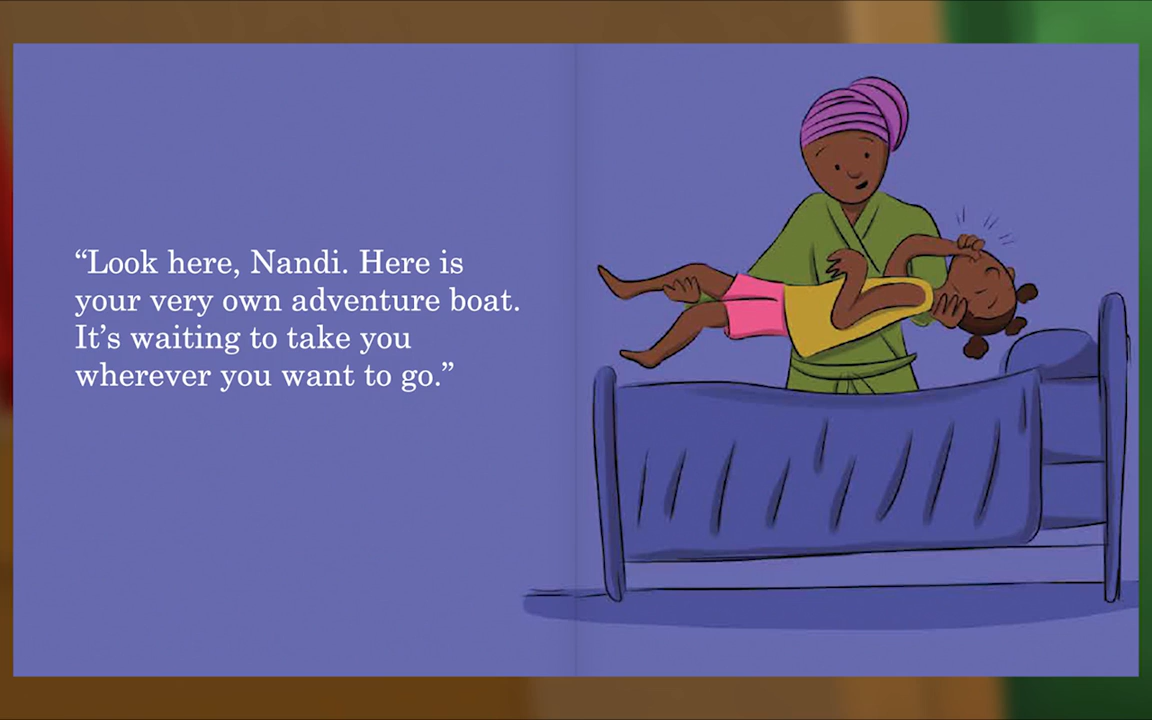 “Look here, Nandi. Here is
your very own adventure boat.
It’s waiting to take you
wherever you want to go.”